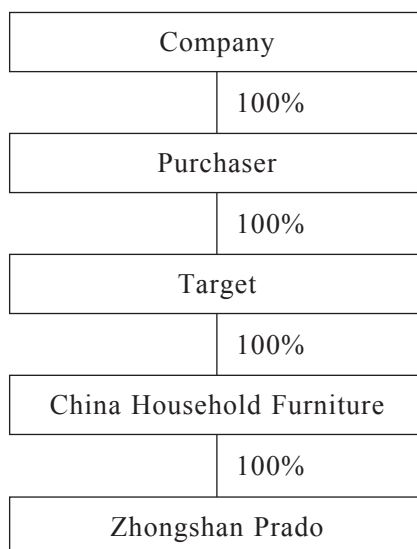 Company
100%
Purchaser
100%
Target
100%
China Household Furniture
100%
Zhongshan Prado